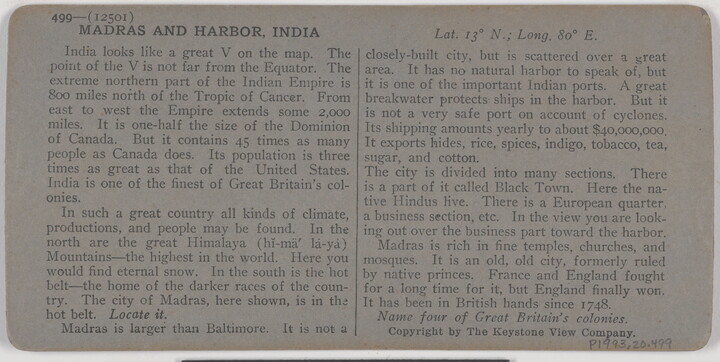 499—(12501)
MADRAS AND HARBOR, INDIA
Lat. 13° N.; Long. 80° E.
India looks like a great V on the map. The
point of the V is not far from the Equator. The
extreme northern part of the Indian Empire is
800 miles north of the Tropic of Cancer. From
east to west the Empire extends some 2,000
miles. It is one-half the size of the Dominion
of Canada. But it contains 45 times as many
people as Canada does. Its population is three
times as great as that of the United States.
India is one of the finest of Great Britain's col-
onies.
In such a great country all kinds of climate,
productions, and people may be found. In the
north are the great Himalaya (hĭ-mä′ lȧ-yȧ)
Mountains—the highest in the world. Here you
would find eternal snow. In the south is the hot
belt—the home of the darker races of the coun-
try. The city of Madras, here shown, is in the
hot belt. Locate it.
Madras is larger than Baltimore. It is not a
closely-built city, but is scattered over a great
area. It has no natural harbor to speak of, but
it is one of the important Indian ports. A great
breakwater protects ships in the harbor. But it
is not a very safe port on account of cyclones.
Its shipping amounts yearly to about $40,000,000.
It exports hides, rice, spices, indigo, tobacco, tea,
sugar, and cotton.
The city is divided into many sections. There
is a part of it called Black Town. Here the na-
tive Hindus live. There is a European quarter.
a business section, etc. In the view you are look-
ing out over the business part toward the harbor.
Madras is rich in fine temples, churches, and
mosques. It is an old, old city, formerly ruled
by native princes. France and England fought
for a long time for it, but England finally won.
It has been in British hands since 1748.
Name four of Great Britain's colonies.
Copyright by The Keystone View Company.
P1993.20.499